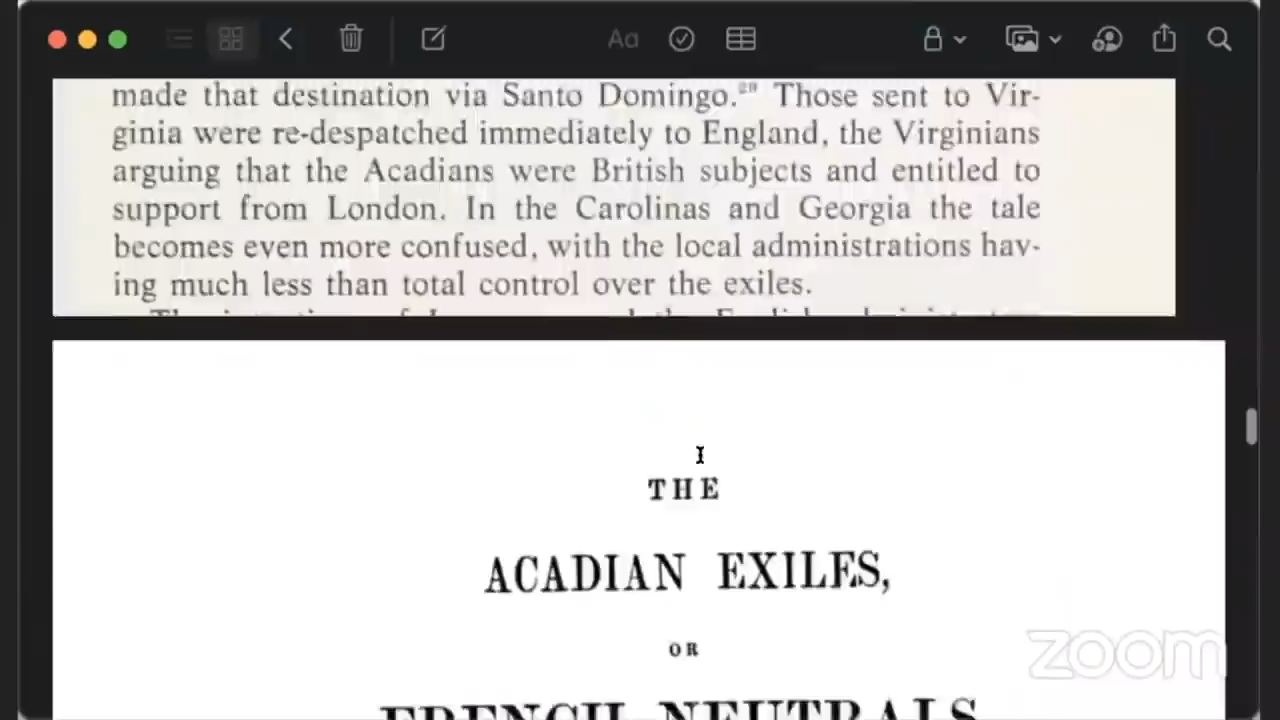 Aa
made that destination via Santo Domingo. Those sent to Vir-
ginia were re-despatched immediately to England, the Virginians
arguing that the Acadians were British subjects and entitled to
support from London. In the Carolinas and Georgia the tale
becomes even more confused, with the local administrations hav-
ing much less than total control over the exiles.
THE
ACADIAN EXILES,
OR
FRENCH NEUTRALS
zoom